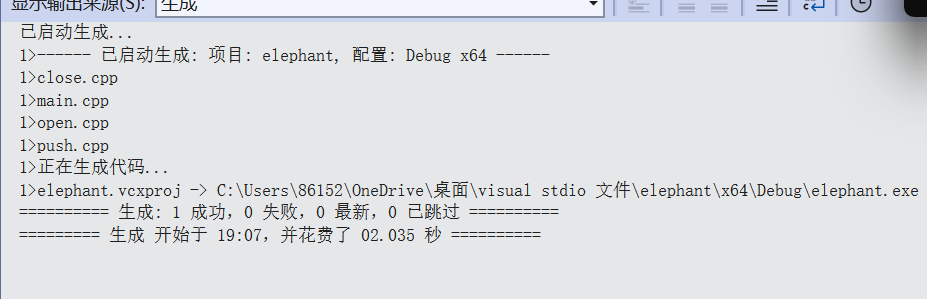 显示输出来源(S): 生成
已启动生成...
1>------ 已启动生成: 项目: elephant, 配置: Debug x64 ------
1>close.cpp
1>main.cpp
1>open.cpp
1>push.cpp
1>正在生成代码...
1>elephant.vcxproj -> C:\Users\86152\OneDrive\桌面\visual stdio 文件\elephant\x64\Debug\elephant.exe
========== 生成: 1 成功，0 失败，0 最新，0 已跳过 ==========
========= 生成 开始于 19:07，并花费了 02.035 秒 ==========